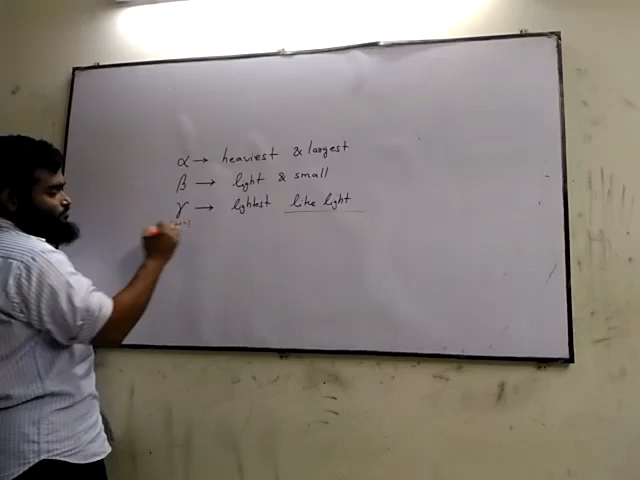 α → heaviest & largest
β → light & small
γ → lightest like light